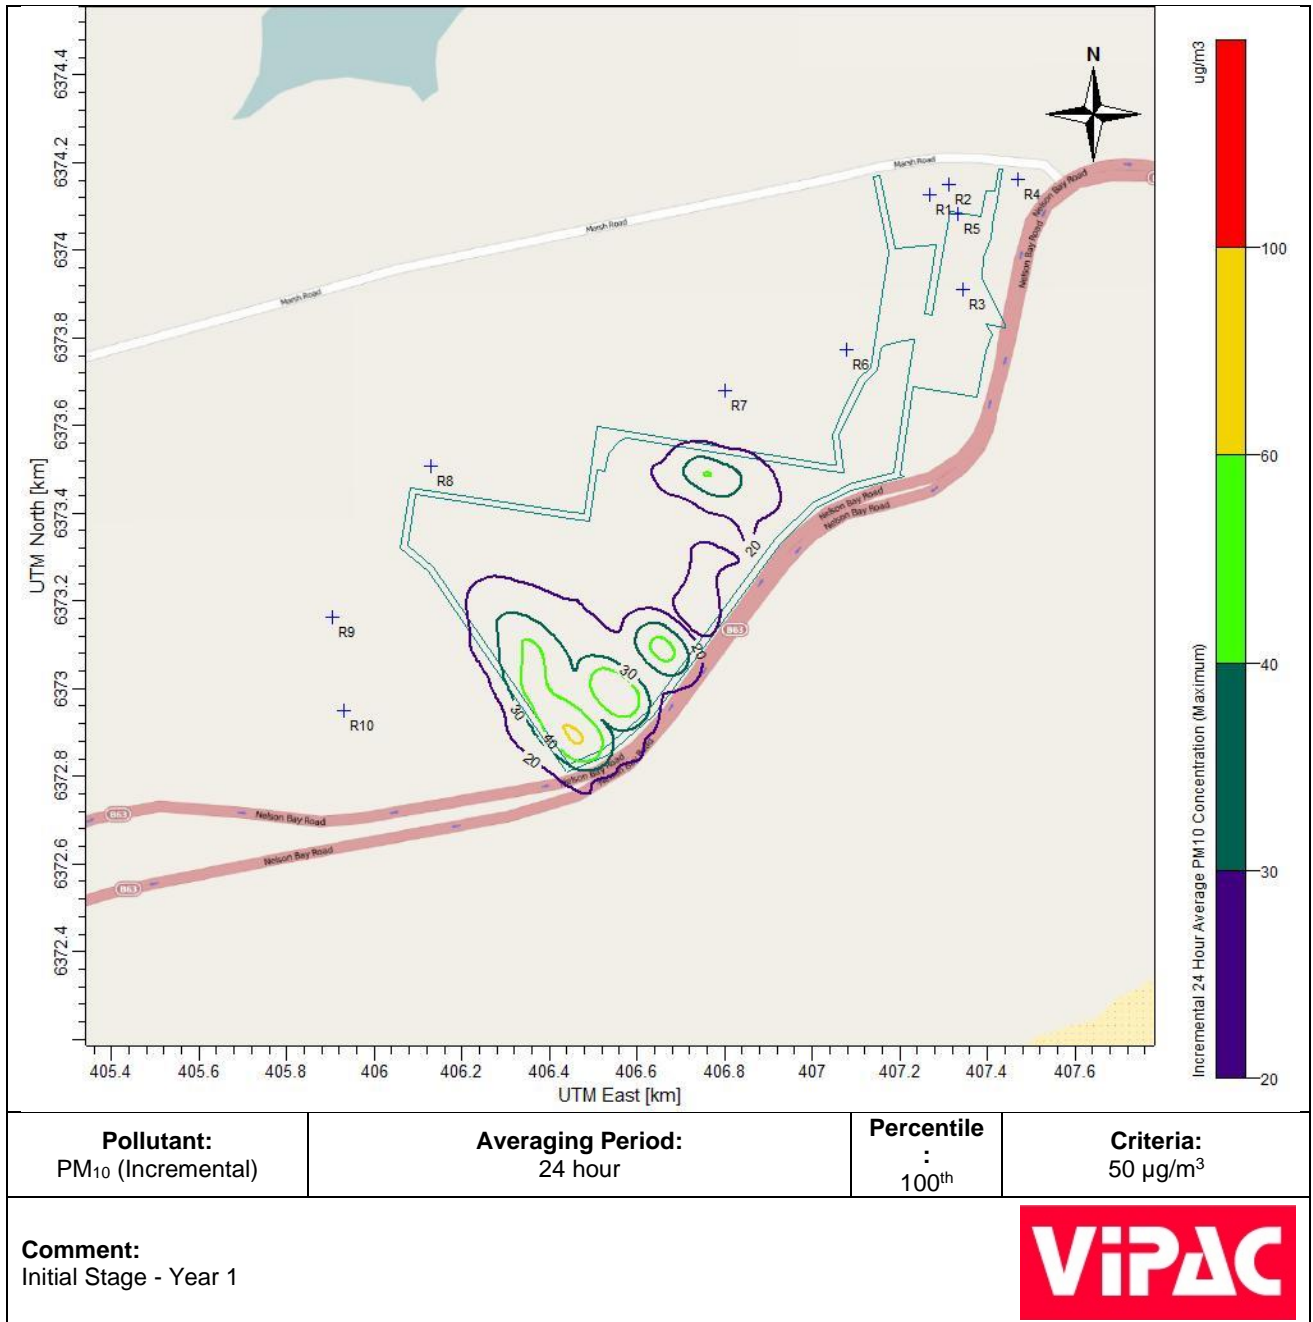 N
ug/m3
6374.4
6374.2
6374
6373.8
6373.6
6373.4
6373.2
6373
6372.8
6372.6
6372.4
UTM North [km]
Marsh Road
Marsh Road
Marsh Road
Nelson Bay Road
Nelson Bay Road
R1
R2
R4
R5
R3
R6
R7
R8
R9
R10
Nelson Bay Road
Nelson Bay Road
20
B63
20
30
30
40
20
Nelson Bay Road
Nelson Bay Road
B63
Nelson Bay Road
Nelson Bay Road
B63
100
60
40
30
20
Incremental 24 Hour Average PM10 Concentration (Maximum)
405.4 405.6 405.8 406 406.2 406.4 406.6 406.8 407 407.2 407.4 407.6
UTM East [km]
Pollutant:
PM10 (Incremental)
Averaging Period:
24 hour
Percentile
:
100th
Criteria:
50 µg/m3
Comment:
Initial Stage - Year 1
ViPAC